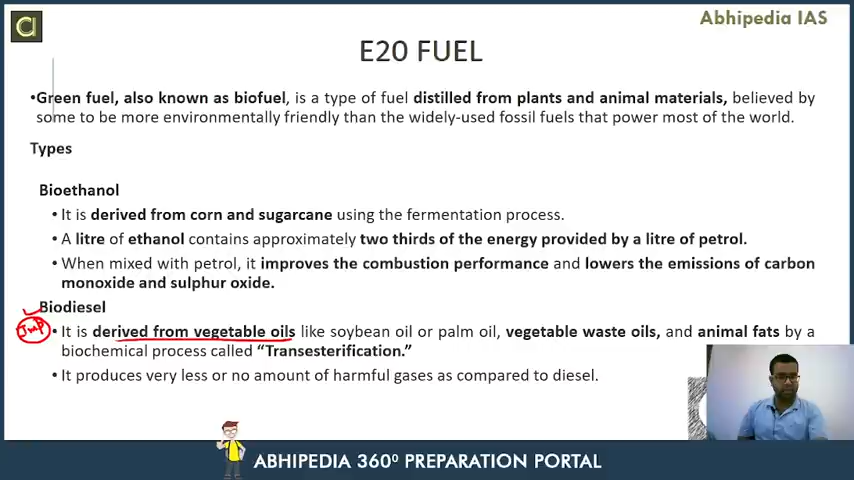 a
Abhipedia IAS
E20 FUEL
•Green fuel, also known as biofuel, is a type of fuel distilled from plants and animal materials, believed by
some to be more environmentally friendly than the widely-used fossil fuels that power most of the world.
Types
Bioethanol
• It is derived from corn and sugarcane using the fermentation process.
• A litre of ethanol contains approximately two thirds of the energy provided by a litre of petrol.
• When mixed with petrol, it improves the combustion performance and lowers the emissions of carbon
monoxide and sulphur oxide.
Biodiesel
Imp
• It is derived from vegetable oils like soybean oil or palm oil, vegetable waste oils, and animal fats by a
biochemical process called “Transesterification.”
• It produces very less or no amount of harmful gases as compared to diesel.
ABHIPEDIA 360⁰ PREPARATION PORTAL